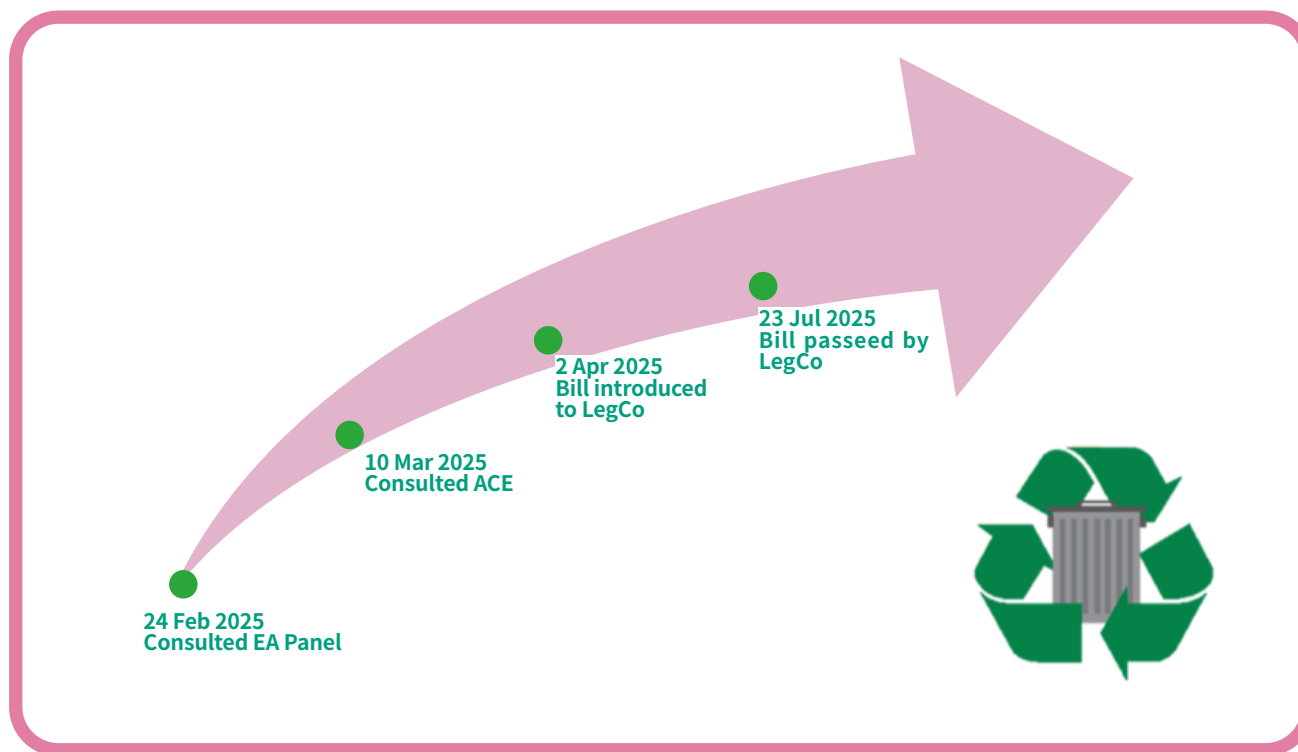 24 Feb 2025
Consulted EA Panel
10 Mar 2025
Consulted ACE
2 Apr 2025
Bill introduced
to LegCo
23 Jul 2025
Bill passeed by
LegCo